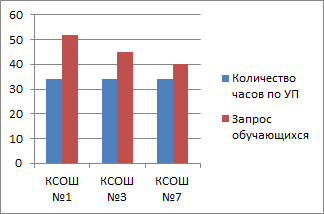 60
50
40
30
20
10
0
КСОШ №1
КСОШ №3
КСОШ №7
Количество
часов по УП
Запрос
обучающихся